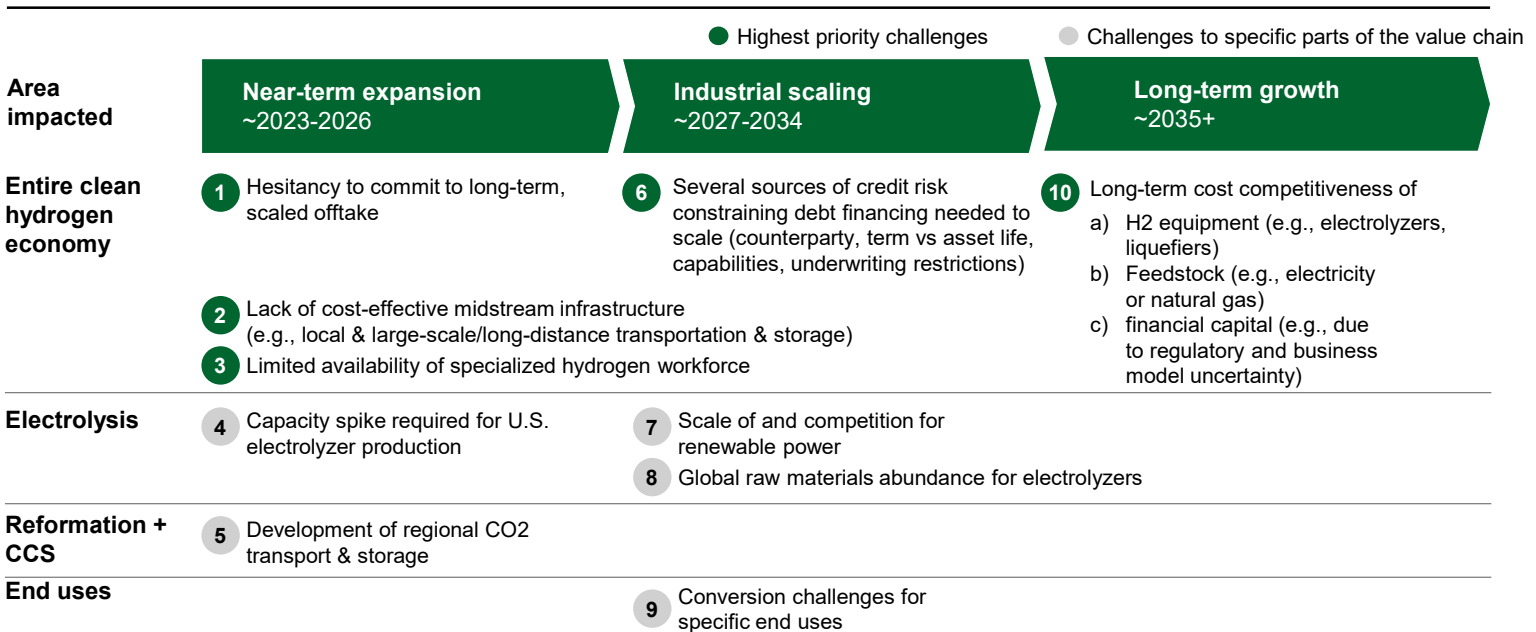 Highest priority challenges
Challenges to specific parts of the value chain
Area
impacted
Near-term expansion
~2023-2026
Industrial scaling
~2027-2034
Long-term growth
~2035+
Entire clean
hydrogen
economy
1 Hesitancy to commit to long-term,
scaled offtake
2 Lack of cost-effective midstream infrastructure
(e.g., local & large-scale/long-distance transportation & storage)
3 Limited availability of specialized hydrogen workforce
6 Several sources of credit risk
constraining debt financing needed to
scale (counterparty, term vs asset life,
capabilities, underwriting restrictions)
10 Long-term cost competitiveness of
a) H2 equipment (e.g., electrolyzers,
liquefiers)
b) Feedstock (e.g., electricity
or natural gas)
c) financial capital (e.g., due
to regulatory and business
model uncertainty)
Electrolysis
4 Capacity spike required for U.S.
electrolyzer production
7 Scale of and competition for
renewable power
8 Global raw materials abundance for electrolyzers
Reformation +
CCS
5 Development of regional CO2
transport & storage
End uses
9 Conversion challenges for
specific end uses